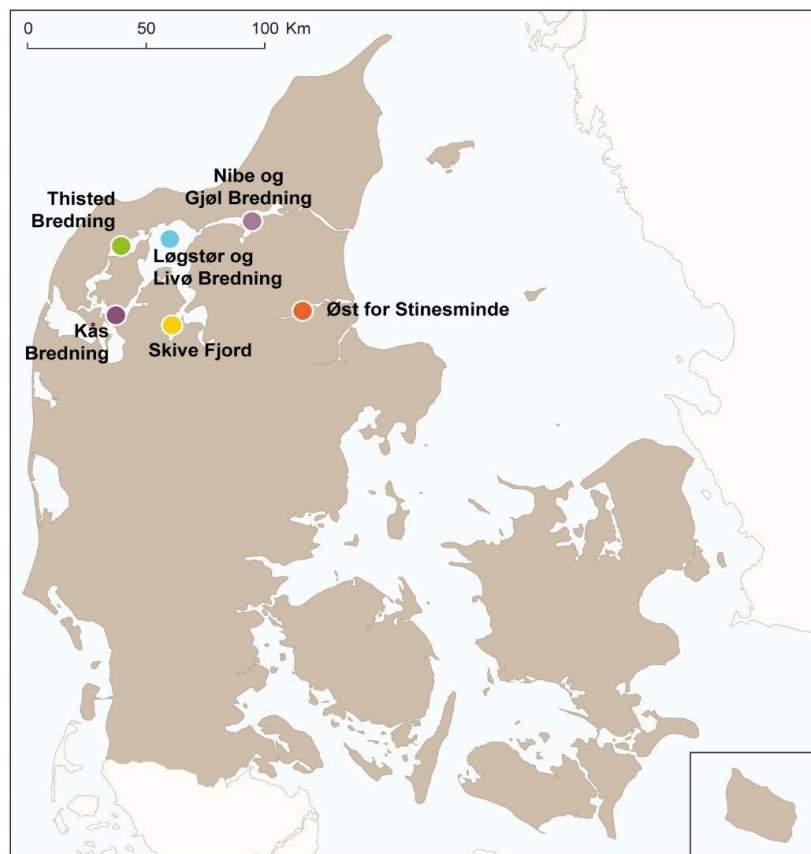 0 50 100 Km
Nibe og
Gjøl Bredning
Thisted
Bredning
Løgstør og
Livø Bredning
Øst for Stinesminde
Kås
Bredning
Skive Fjord